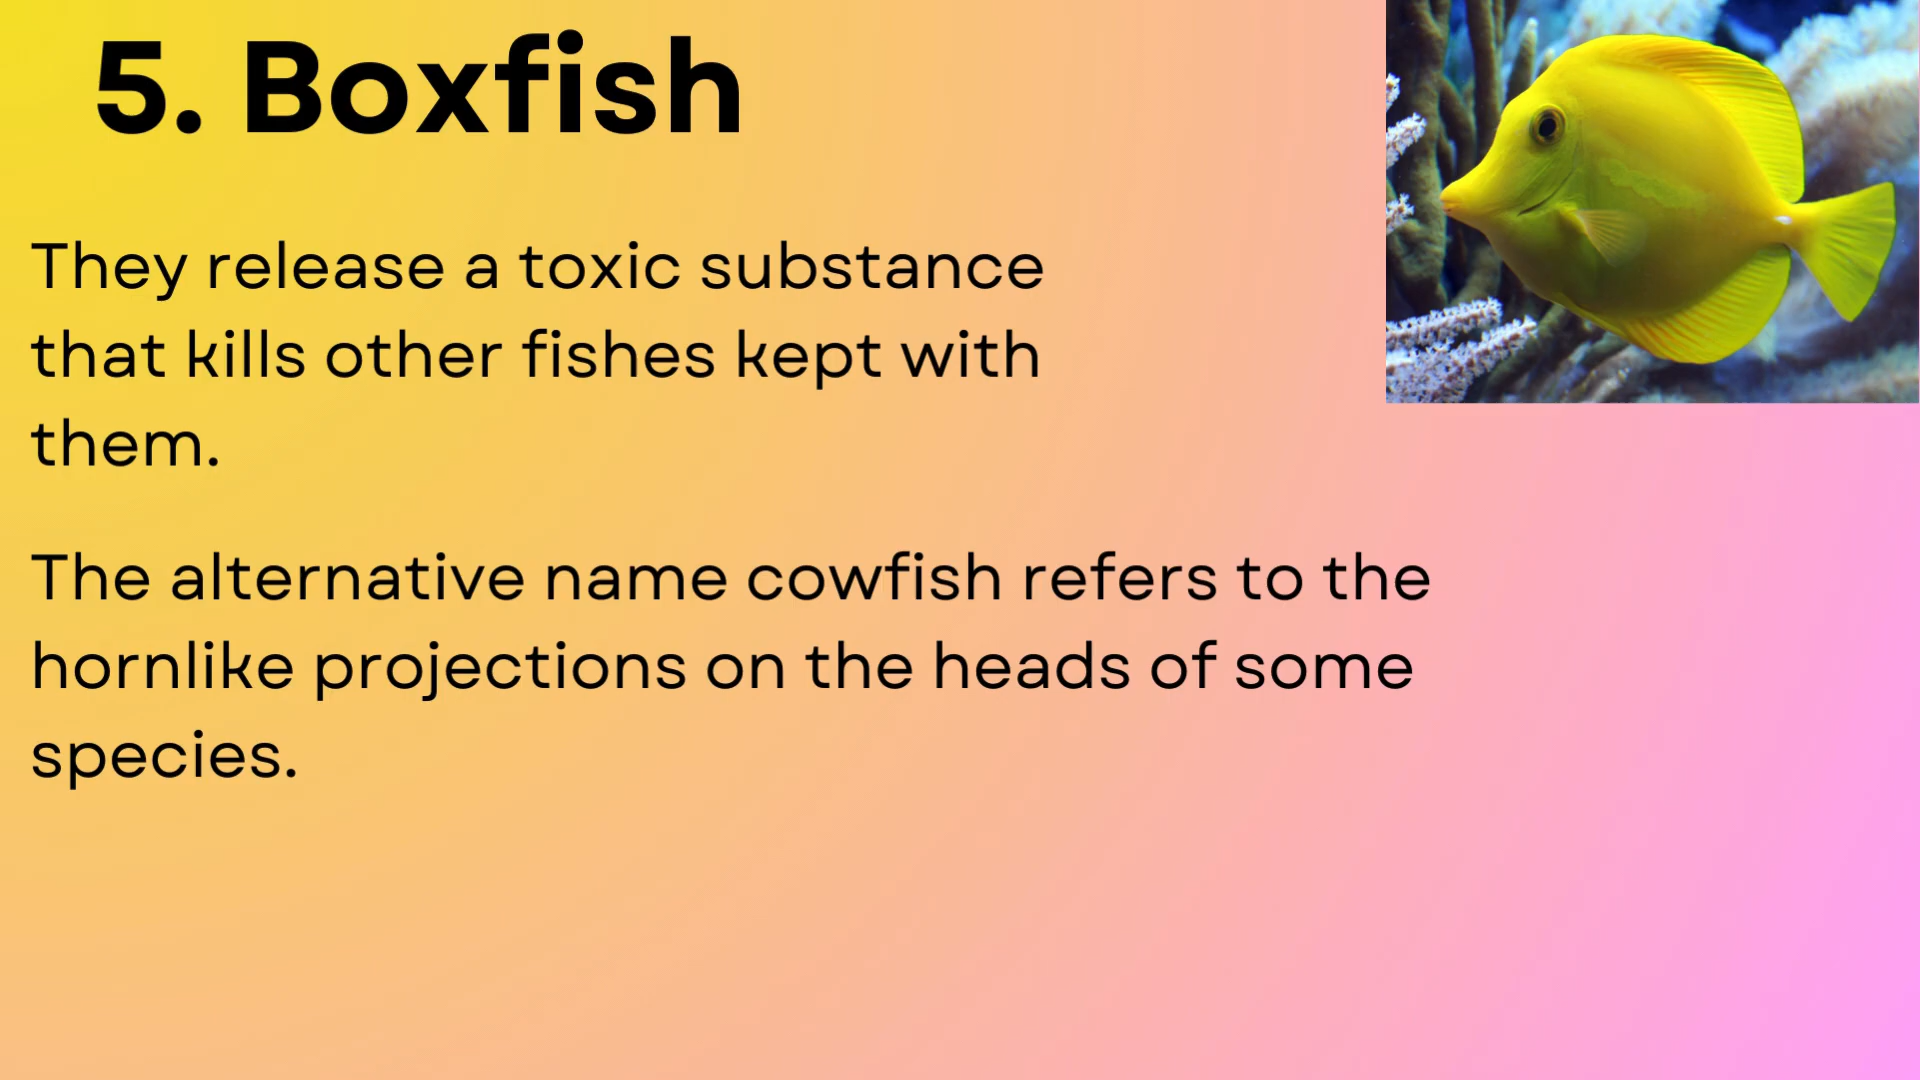 5. Boxfish
They release a toxic substance
that kills other fishes kept with
them.
The alternative name cowfish refers to the
hornlike projections on the heads of some
species.